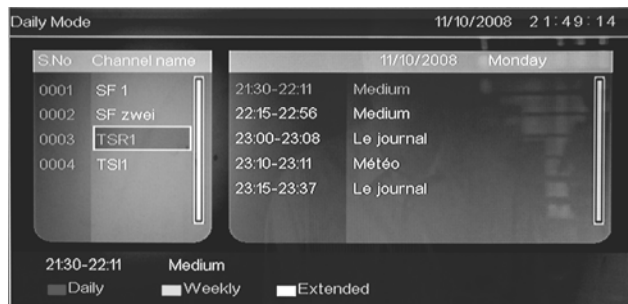 Daily Mode 11/10/2008 21:49:14
S.No Channel name 11/10/2008 Monday
0001 SF 1
0002 SF zwei
0003 TSR1
0004 TSI1
21:30-22:11 Medium
22:15-22:56 Medium
23:00-23:08 Le journal
23:10-23:11 Météo
23:15-23:37 Le journal
21:30-22:11 Medium
Daily Weekly Extended